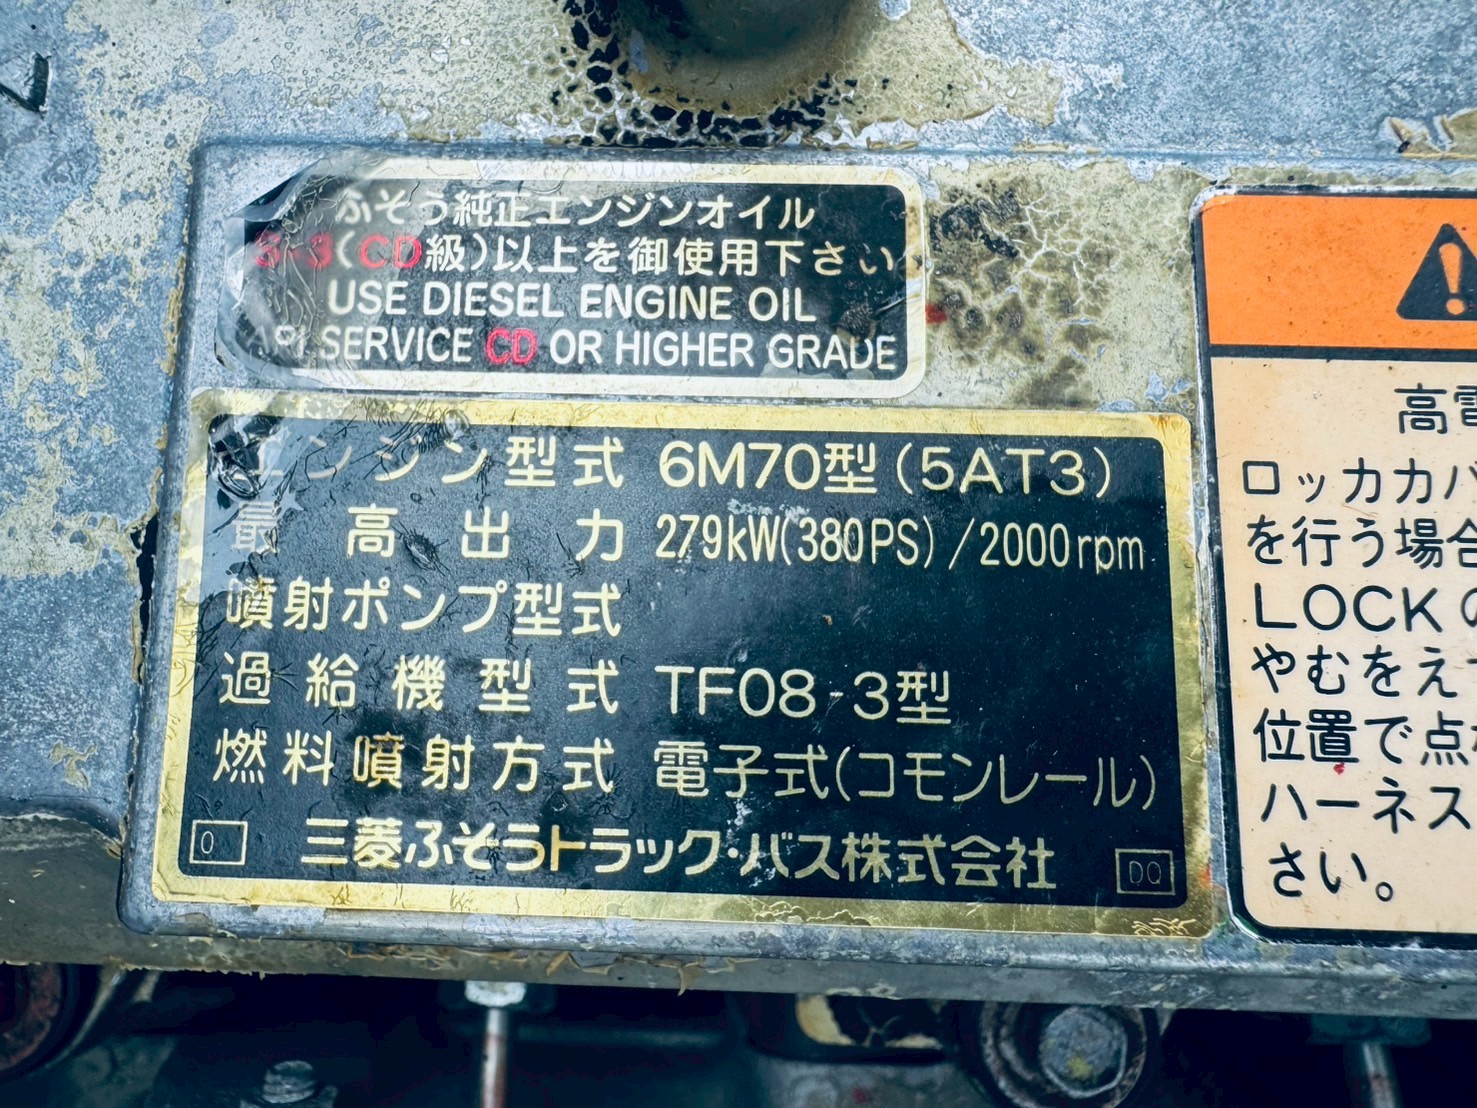 ふそう純正エンジンオイル
5-3(CD級)以上を御使用下さい
USE DIESEL ENGINE OIL
API SERVICE CD OR HIGHER GRADE
エンジン型式 6M70型(5AT3)
最高出力 279kW(380PS)/2000rpm
噴射ポンプ型式
過給機型式 TF08-3型
燃料噴射方式 電子式(コモンレール)
O 三菱ふそうトラック・バス株式会社 DQ
高電
ロッカカバ
を行う場合
LOCKの
やむをえ
位置で点
ハーネス
さい。